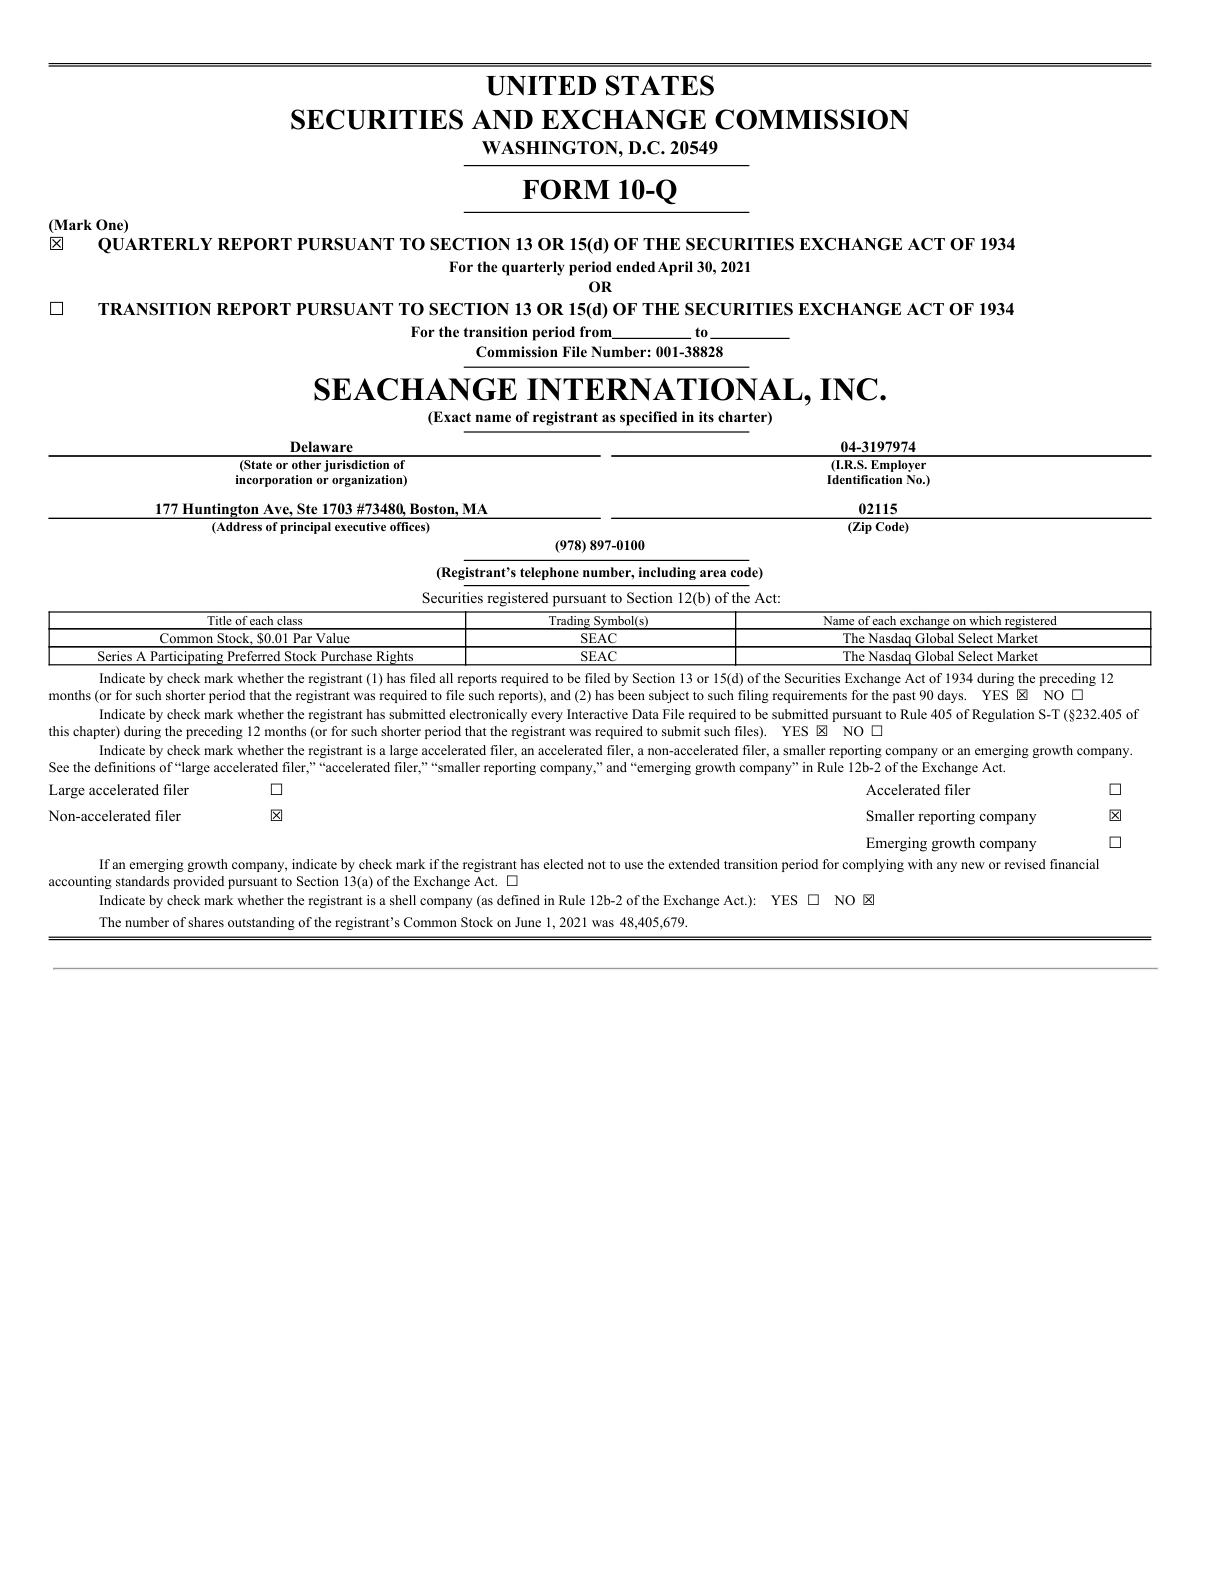 UNITED STATES
SECURITIES AND EXCHANGE COMMISSION
WASHINGTON, D.C. 20549
FORM 10-Q
(Mark One)
☒ QUARTERLY REPORT PURSUANT TO SECTION 13 OR 15(d) OF THE SECURITIES EXCHANGE ACT OF 1934
For the quarterly period ended April 30, 2021
OR
☐ TRANSITION REPORT PURSUANT TO SECTION 13 OR 15(d) OF THE SECURITIES EXCHANGE ACT OF 1934
For the transition period from__________ to__________
Commission File Number: 001-38828
SEACHANGE INTERNATIONAL, INC.
(Exact name of registrant as specified in its charter)
Delaware 04-3197974
(State or other jurisdiction of (I.R.S. Employer
incorporation or organization) Identification No.)
177 Huntington Ave, Ste 1703 #73480, Boston, MA 02115
(Address of principal executive offices) (Zip Code)
(978) 897-0100
(Registrant’s telephone number, including area code)
Securities registered pursuant to Section 12(b) of the Act:
Title of each class Trading Symbol(s) Name of each exchange on which registered
Common Stock, $0.01 Par Value SEAC The Nasdaq Global Select Market
Series A Participating Preferred Stock Purchase Rights SEAC The Nasdaq Global Select Market
Indicate by check mark whether the registrant (1) has filed all reports required to be filed by Section 13 or 15(d) of the Securities Exchange Act of 1934 during the preceding 12
months (or for such shorter period that the registrant was required to file such reports), and (2) has been subject to such filing requirements for the past 90 days. YES ☒ NO ☐
Indicate by check mark whether the registrant has submitted electronically every Interactive Data File required to be submitted pursuant to Rule 405 of Regulation S-T (§232.405 of
this chapter) during the preceding 12 months (or for such shorter period that the registrant was required to submit such files). YES ☒ NO ☐
Indicate by check mark whether the registrant is a large accelerated filer, an accelerated filer, a non-accelerated filer, a smaller reporting company or an emerging growth company.
See the definitions of “large accelerated filer,” “accelerated filer,” “smaller reporting company,” and “emerging growth company” in Rule 12b-2 of the Exchange Act.
Large accelerated filer ☐ Accelerated filer ☐
Non-accelerated filer ☒ Smaller reporting company ☒
Emerging growth company ☐
If an emerging growth company, indicate by check mark if the registrant has elected not to use the extended transition period for complying with any new or revised financial
accounting standards provided pursuant to Section 13(a) of the Exchange Act. ☐
Indicate by check mark whether the registrant is a shell company (as defined in Rule 12b-2 of the Exchange Act.): YES ☐ NO ☒
The number of shares outstanding of the registrant’s Common Stock on June 1, 2021 was 48,405,679.